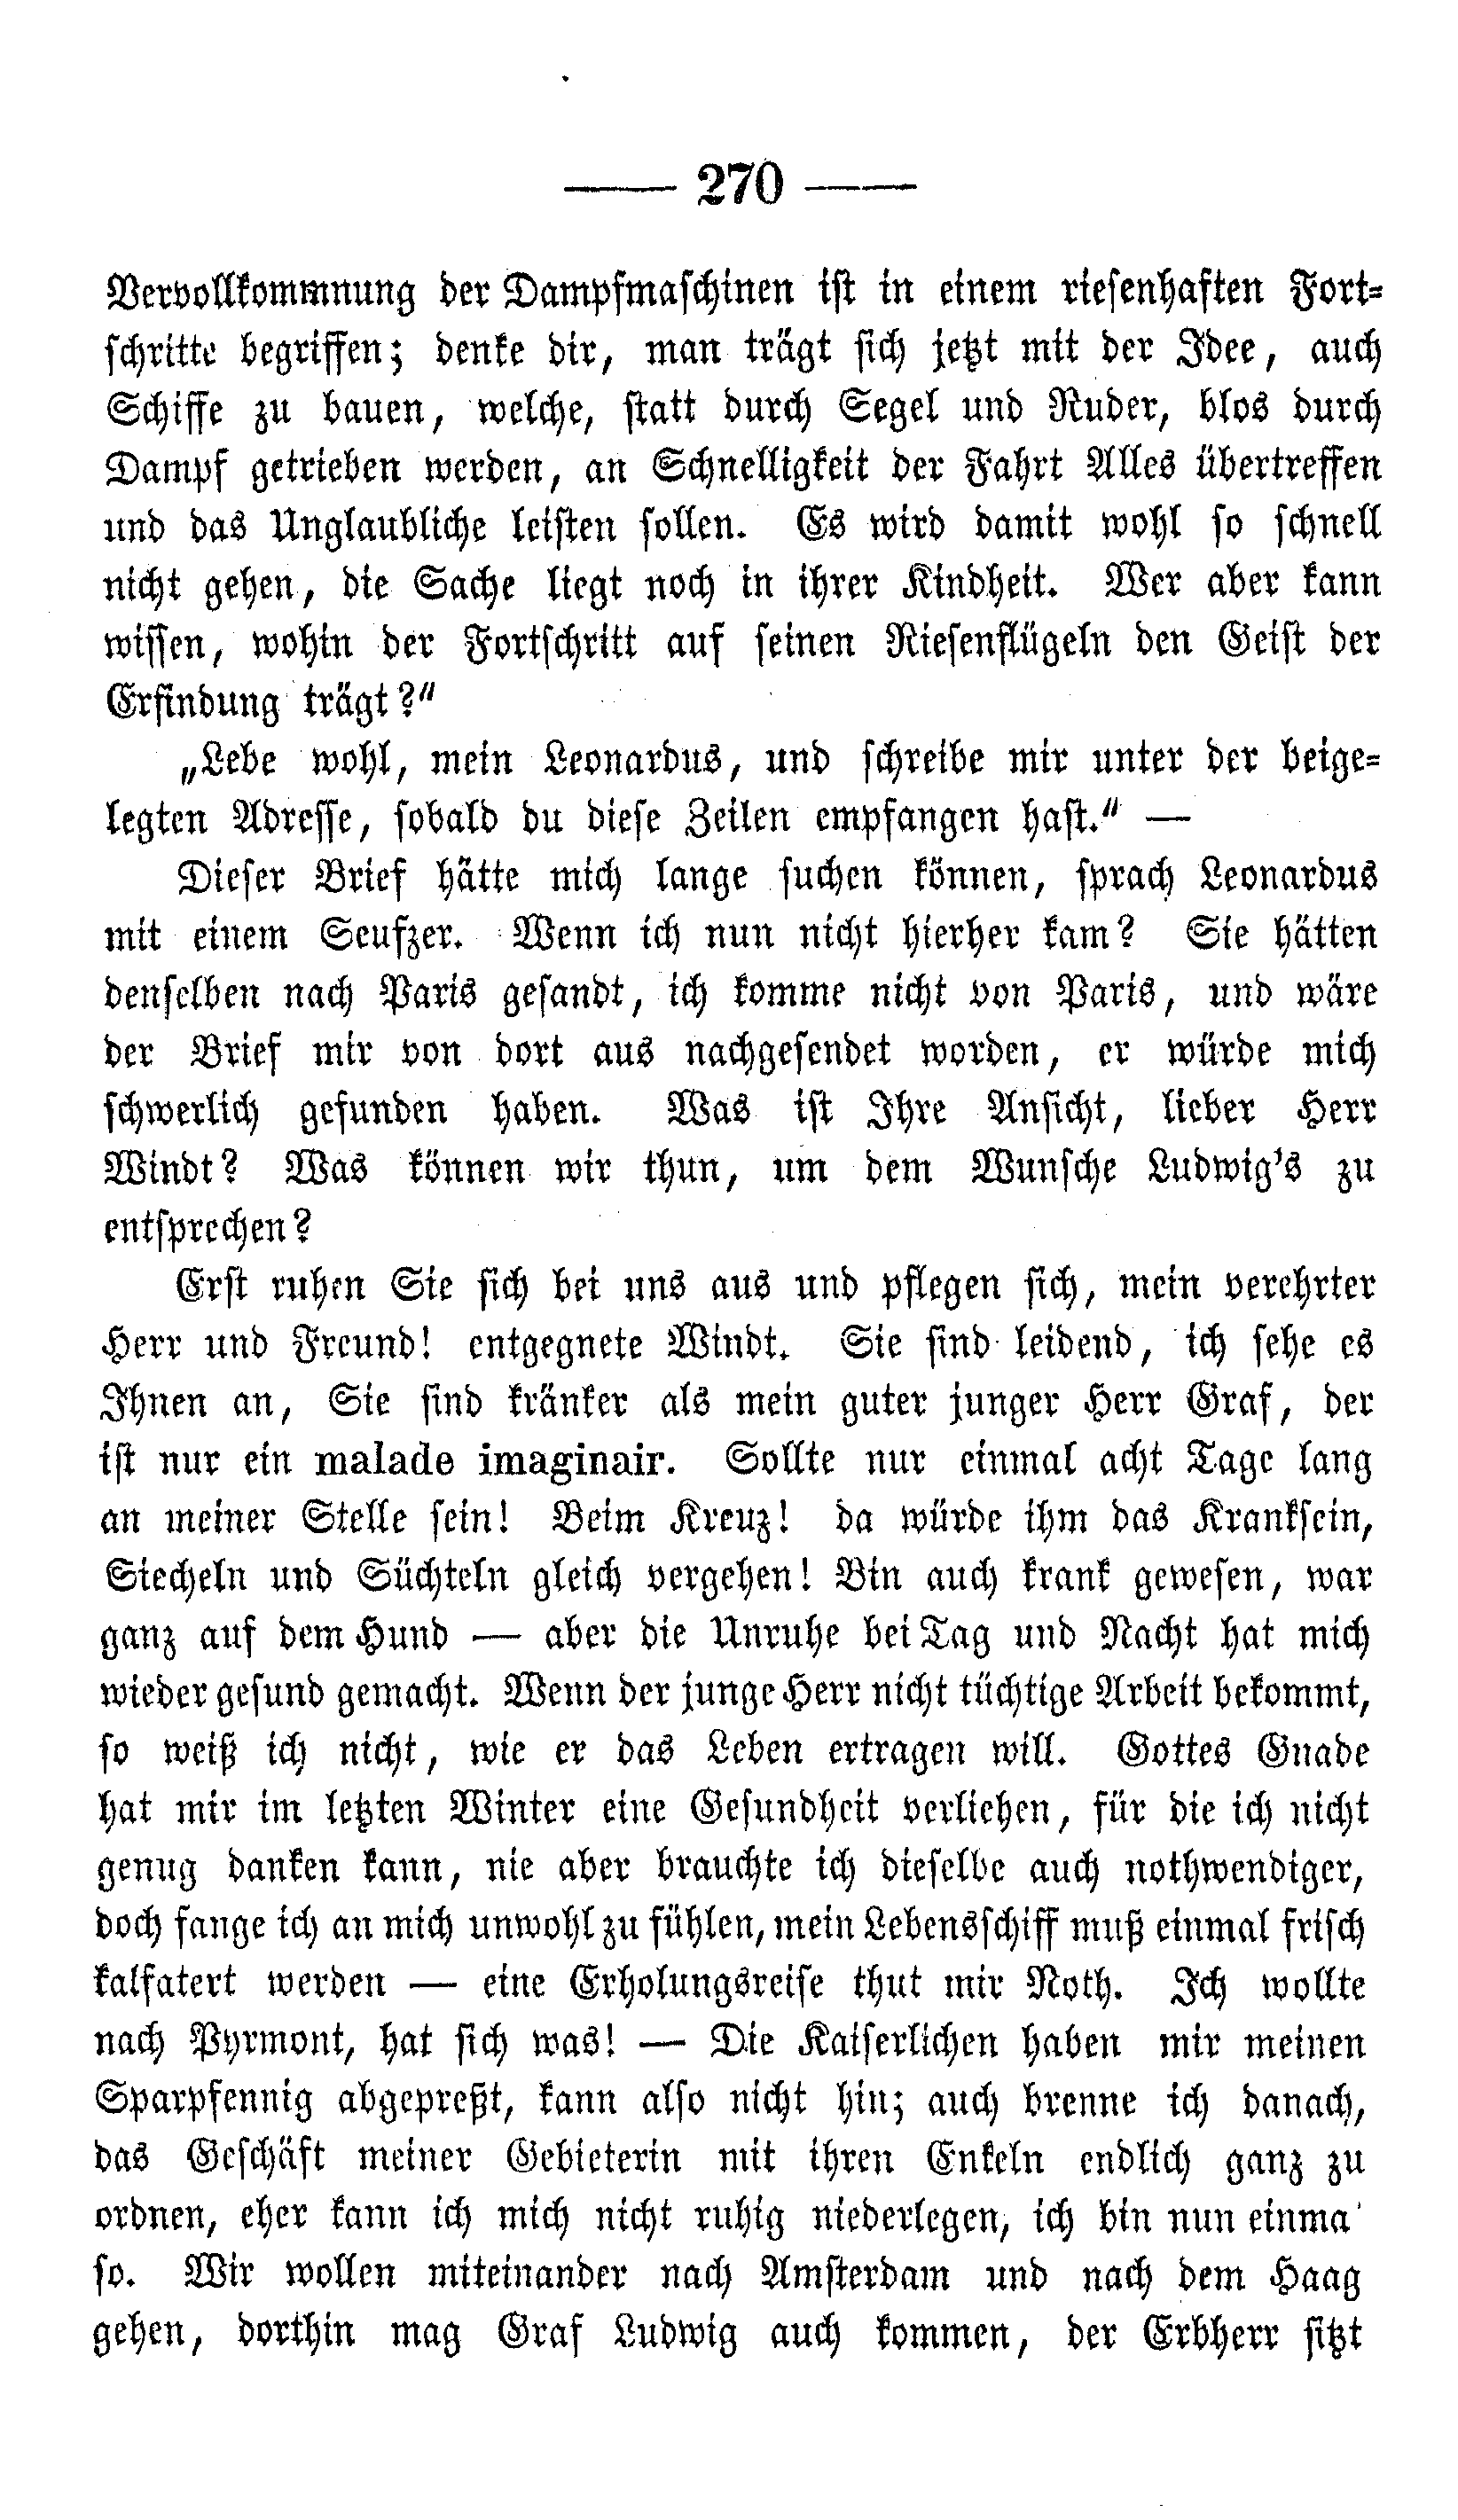 — 270 —
Vervollkommnung der Dampfmaschinen ist in einem riesenhaften Fort=
schritte begriffen; denke dir, man trägt sich jetzt mit der Idee, auch
Schiffe zu bauen, welche, statt durch Segel und Ruder, blos durch
Dampf getrieben werden, an Schnelligkeit der Fahrt Alles übertreffen
und das Unglaubliche leisten sollen. Es wird damit wohl so schnell
nicht gehen, die Sache liegt noch in ihrer Kindheit. Wer aber kann
wissen, wohin der Fortschritt auf seinen Riesenflügeln den Geist der
Erfindung trägt?“
„Lebe wohl, mein Leonardus, und schreibe mir unter der beige=
legten Adresse, sobald du diese Zeilen empfangen hast.“ —
Dieser Brief hätte mich lange suchen können, sprach Leonardus
mit einem Seufzer. Wenn ich nun nicht hierher kam? Sie hätten
denselben nach Paris gesandt, ich komme nicht von Paris, und wäre
der Brief mir von dort aus nachgesendet worden, er würde mich
schwerlich gefunden haben. Was ist Ihre Ansicht, lieber Herr
Windt? Was können wir thun, um dem Wunsche Ludwig's zu
entsprechen?
Erst ruhen Sie sich bei uns aus und pflegen sich, mein verehrter
Herr und Freund! entgegnete Windt. Sie sind leidend, ich sehe es
Ihnen an, Sie sind kränker als mein guter junger Herr Graf, der
ist nur ein malade imaginair. Sollte nur einmal acht Tage lang
an meiner Stelle sein! Beim Kreuz! da würde ihm das Kranksein,
Siecheln und Süchteln gleich vergehen! Bin auch krank gewesen, war
ganz auf dem Hund — aber die Unruhe bei Tag und Nacht hat mich
wieder gesund gemacht. Wenn der junge Herr nicht tüchtige Arbeit bekommt,
so weiß ich nicht, wie er das Leben ertragen will. Gottes Gnade
hat mir im letzten Winter eine Gesundheit verliehen, für die ich nicht
genug danken kann, nie aber brauchte ich dieselbe auch nothwendiger,
doch fange ich an mich unwohl zu fühlen, mein Lebensschiff muß einmal frisch
kalfatert werden — eine Erholungsreise thut mir Noth. Ich wollte
nach Pyrmont, hat sich was! — Die Kaiserlichen haben mir meinen
Sparpfennig abgepreßt, kann also nicht hin; auch brenne ich danach,
das Geschäft meiner Gebieterin mit ihren Enkeln endlich ganz zu
ordnen, eher kann ich mich nicht ruhig niederlegen, ich bin nun einma
so. Wir wollen miteinander nach Amsterdam und nach dem Haag
gehen, dorthin mag Graf Ludwig auch kommen, der Erbherr sitzt